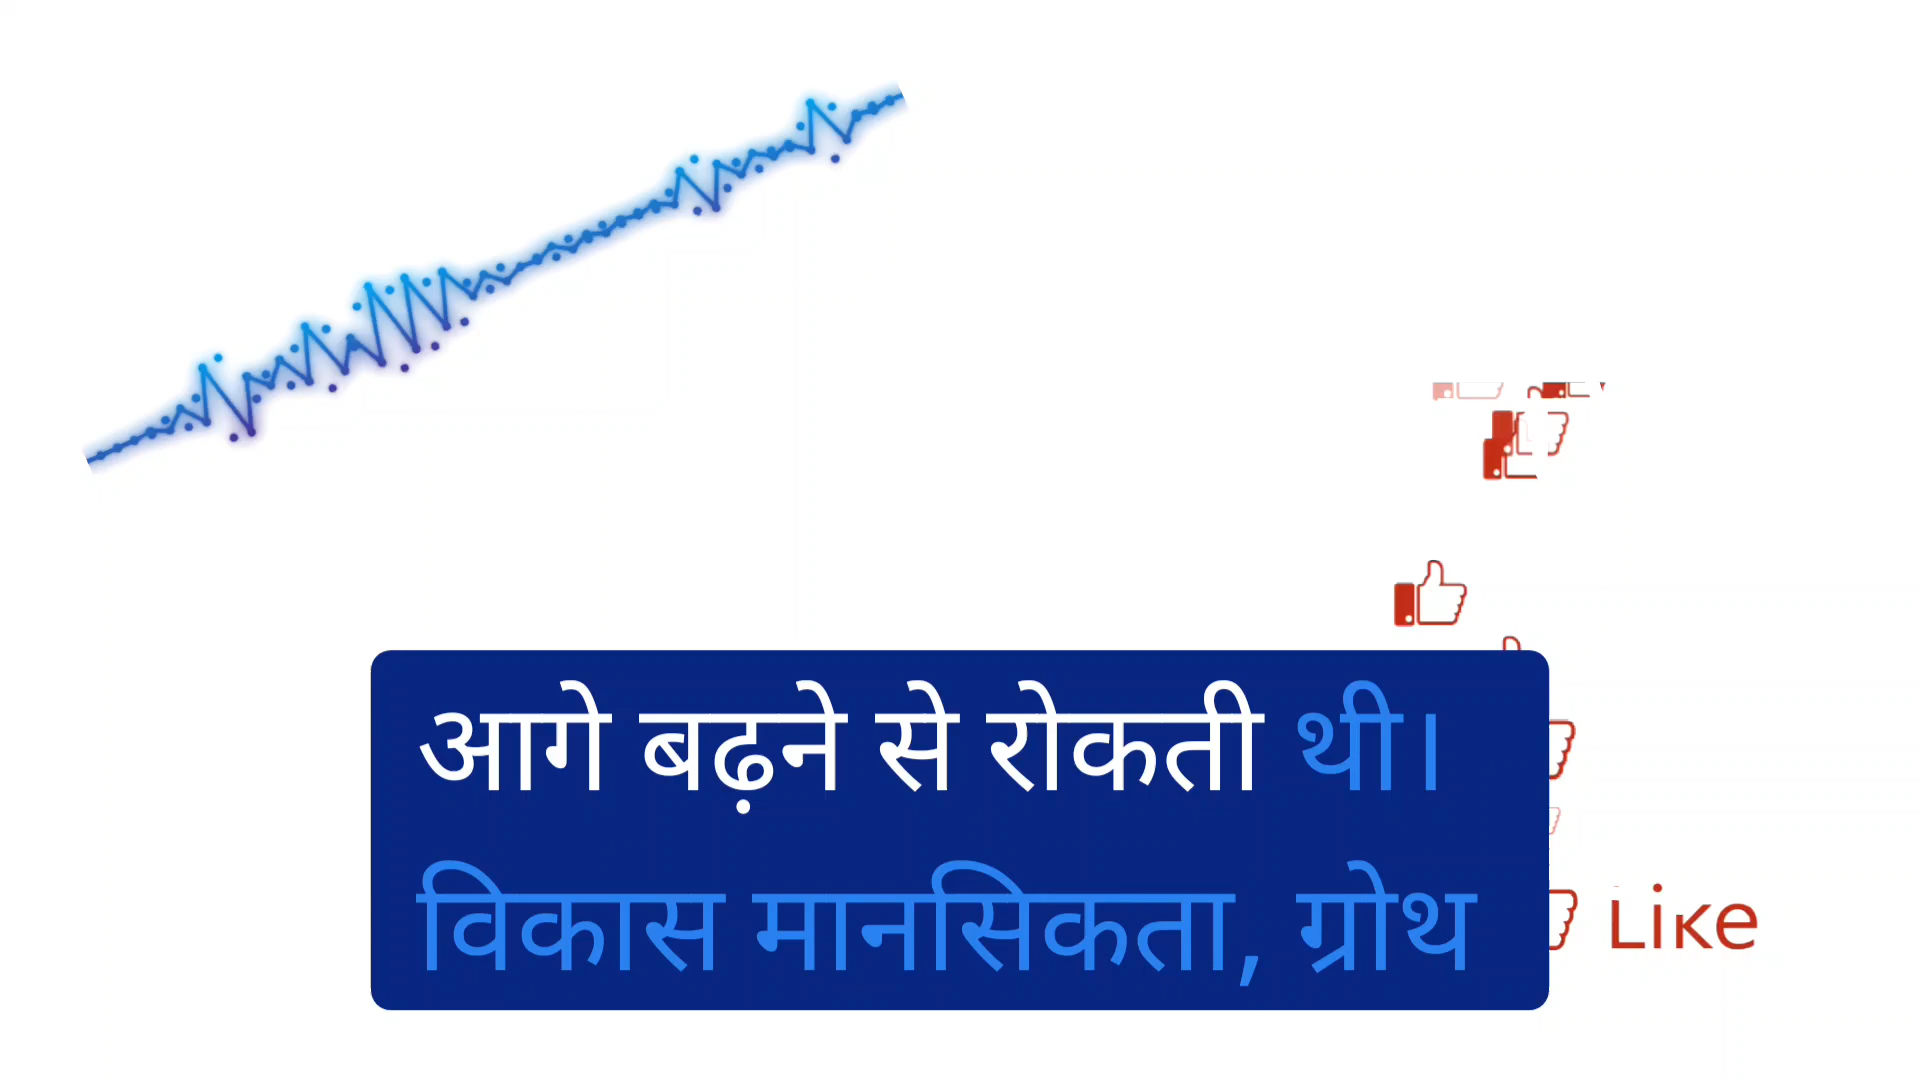 आगे बढ़ने से रोकती थी।
विकास मानसिकता, ग्रोथ
Like